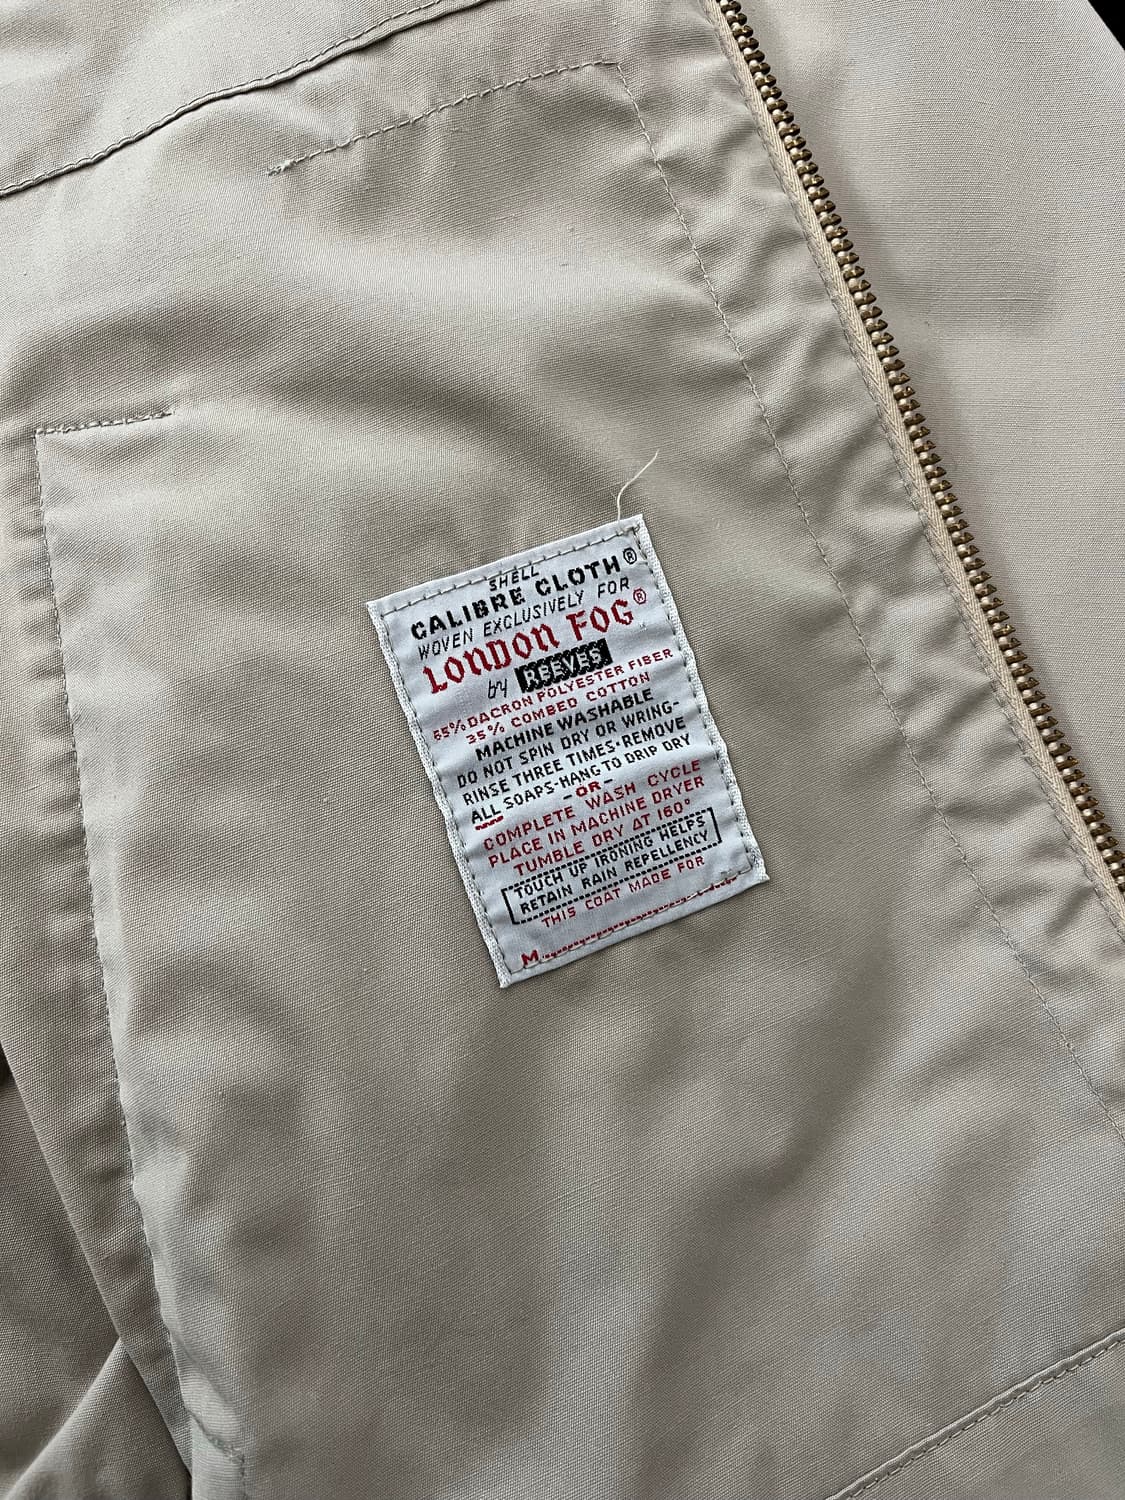 SHELL
CALIBRE CLOTH®
WOVEN EXCLUSIVELY FOR
LONDON FOG®
by REEVES
65% DACRON POLYESTER FIBER
35% COMBED COTTON
MACHINE WASHABLE
DO NOT SPIN DRY OR WRING-
RINSE THREE TIMES·REMOVE
ALL SOAPS-HANG TO DRIP DRY
-OR-
COMPLETE WASH CYCLE
PLACE IN MACHINE DRYER
TUMBLE DRY AT 160°
TOUCH UP IRONING HELPS
RETAIN RAIN REPELLENCY
THIS COAT MADE FOR
M